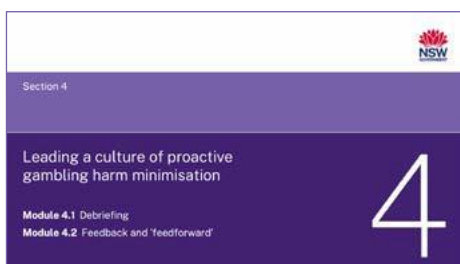 NSW
GOVERNMENT
Section 4
Leading a culture of proactive
gambling harm minimisation
4
Module 4.1 Debriefing
Module 4.2 Feedback and 'feedforward'